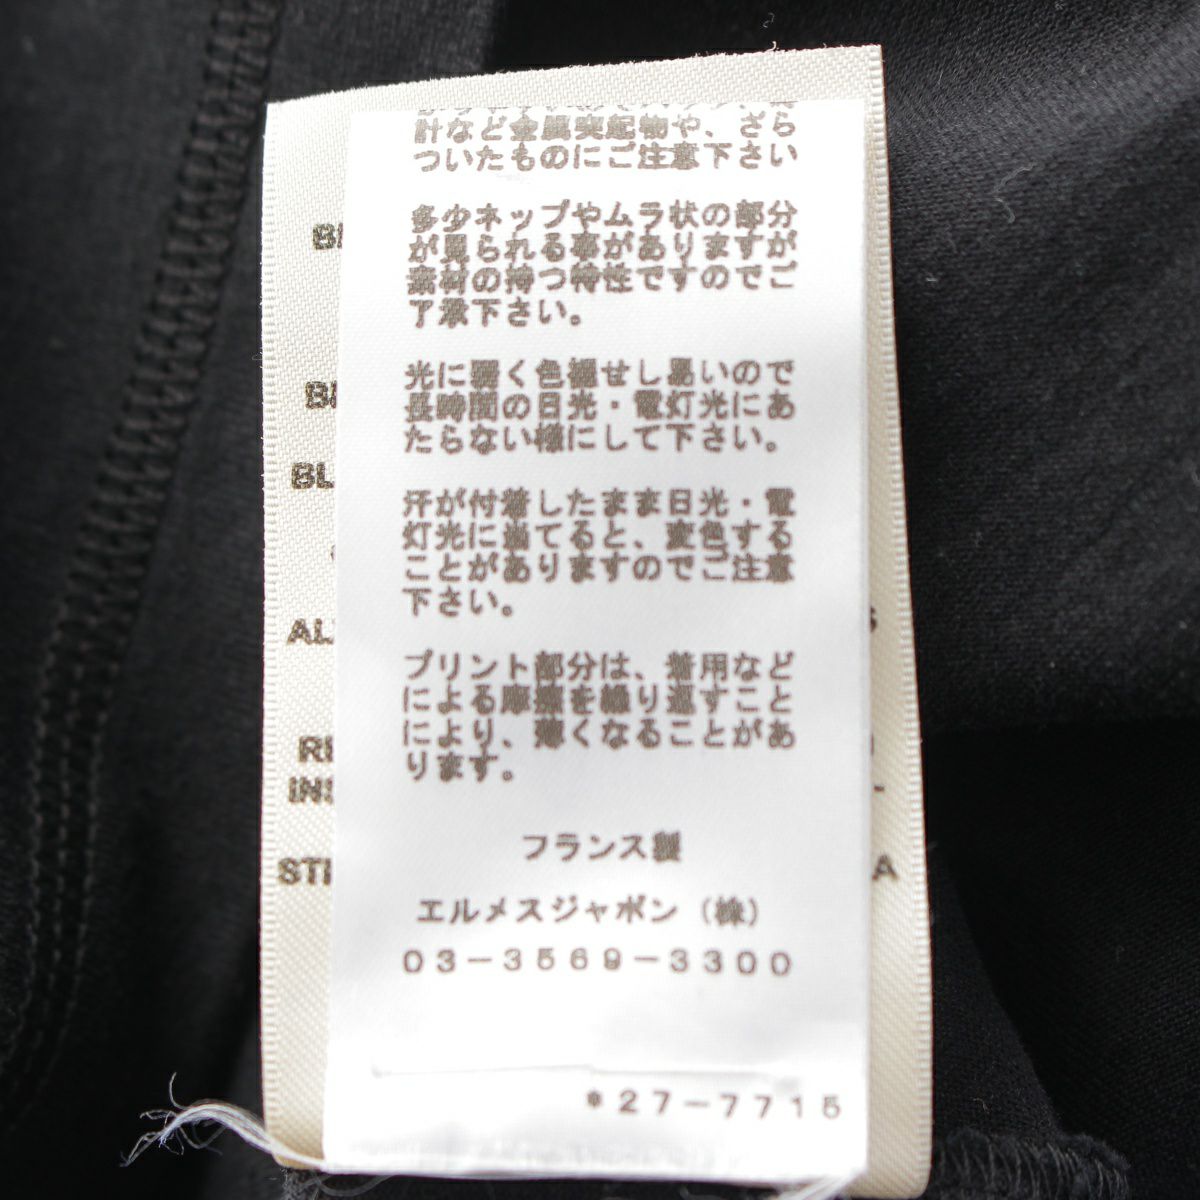 計など金属突起物や、ざら
ついたものにご注意下さい
多少ネップやムラ状の部分
が見られる事がありますが
素材の持つ特性ですのでご
了承下さい。
光に弱く色褪せし易いので
長時間の日光・電灯光にあ
たらない様にして下さい。
汗が付着したまま日光・電
灯光に当てると、変色する
ことがありますのでご注意
下さい。
プリント部分は、着用など
による摩擦を繰り返すこと
により、薄くなることがあ
ります。
フランス製
エルメスジャポン（株）
03-3569-3300
*27-7715